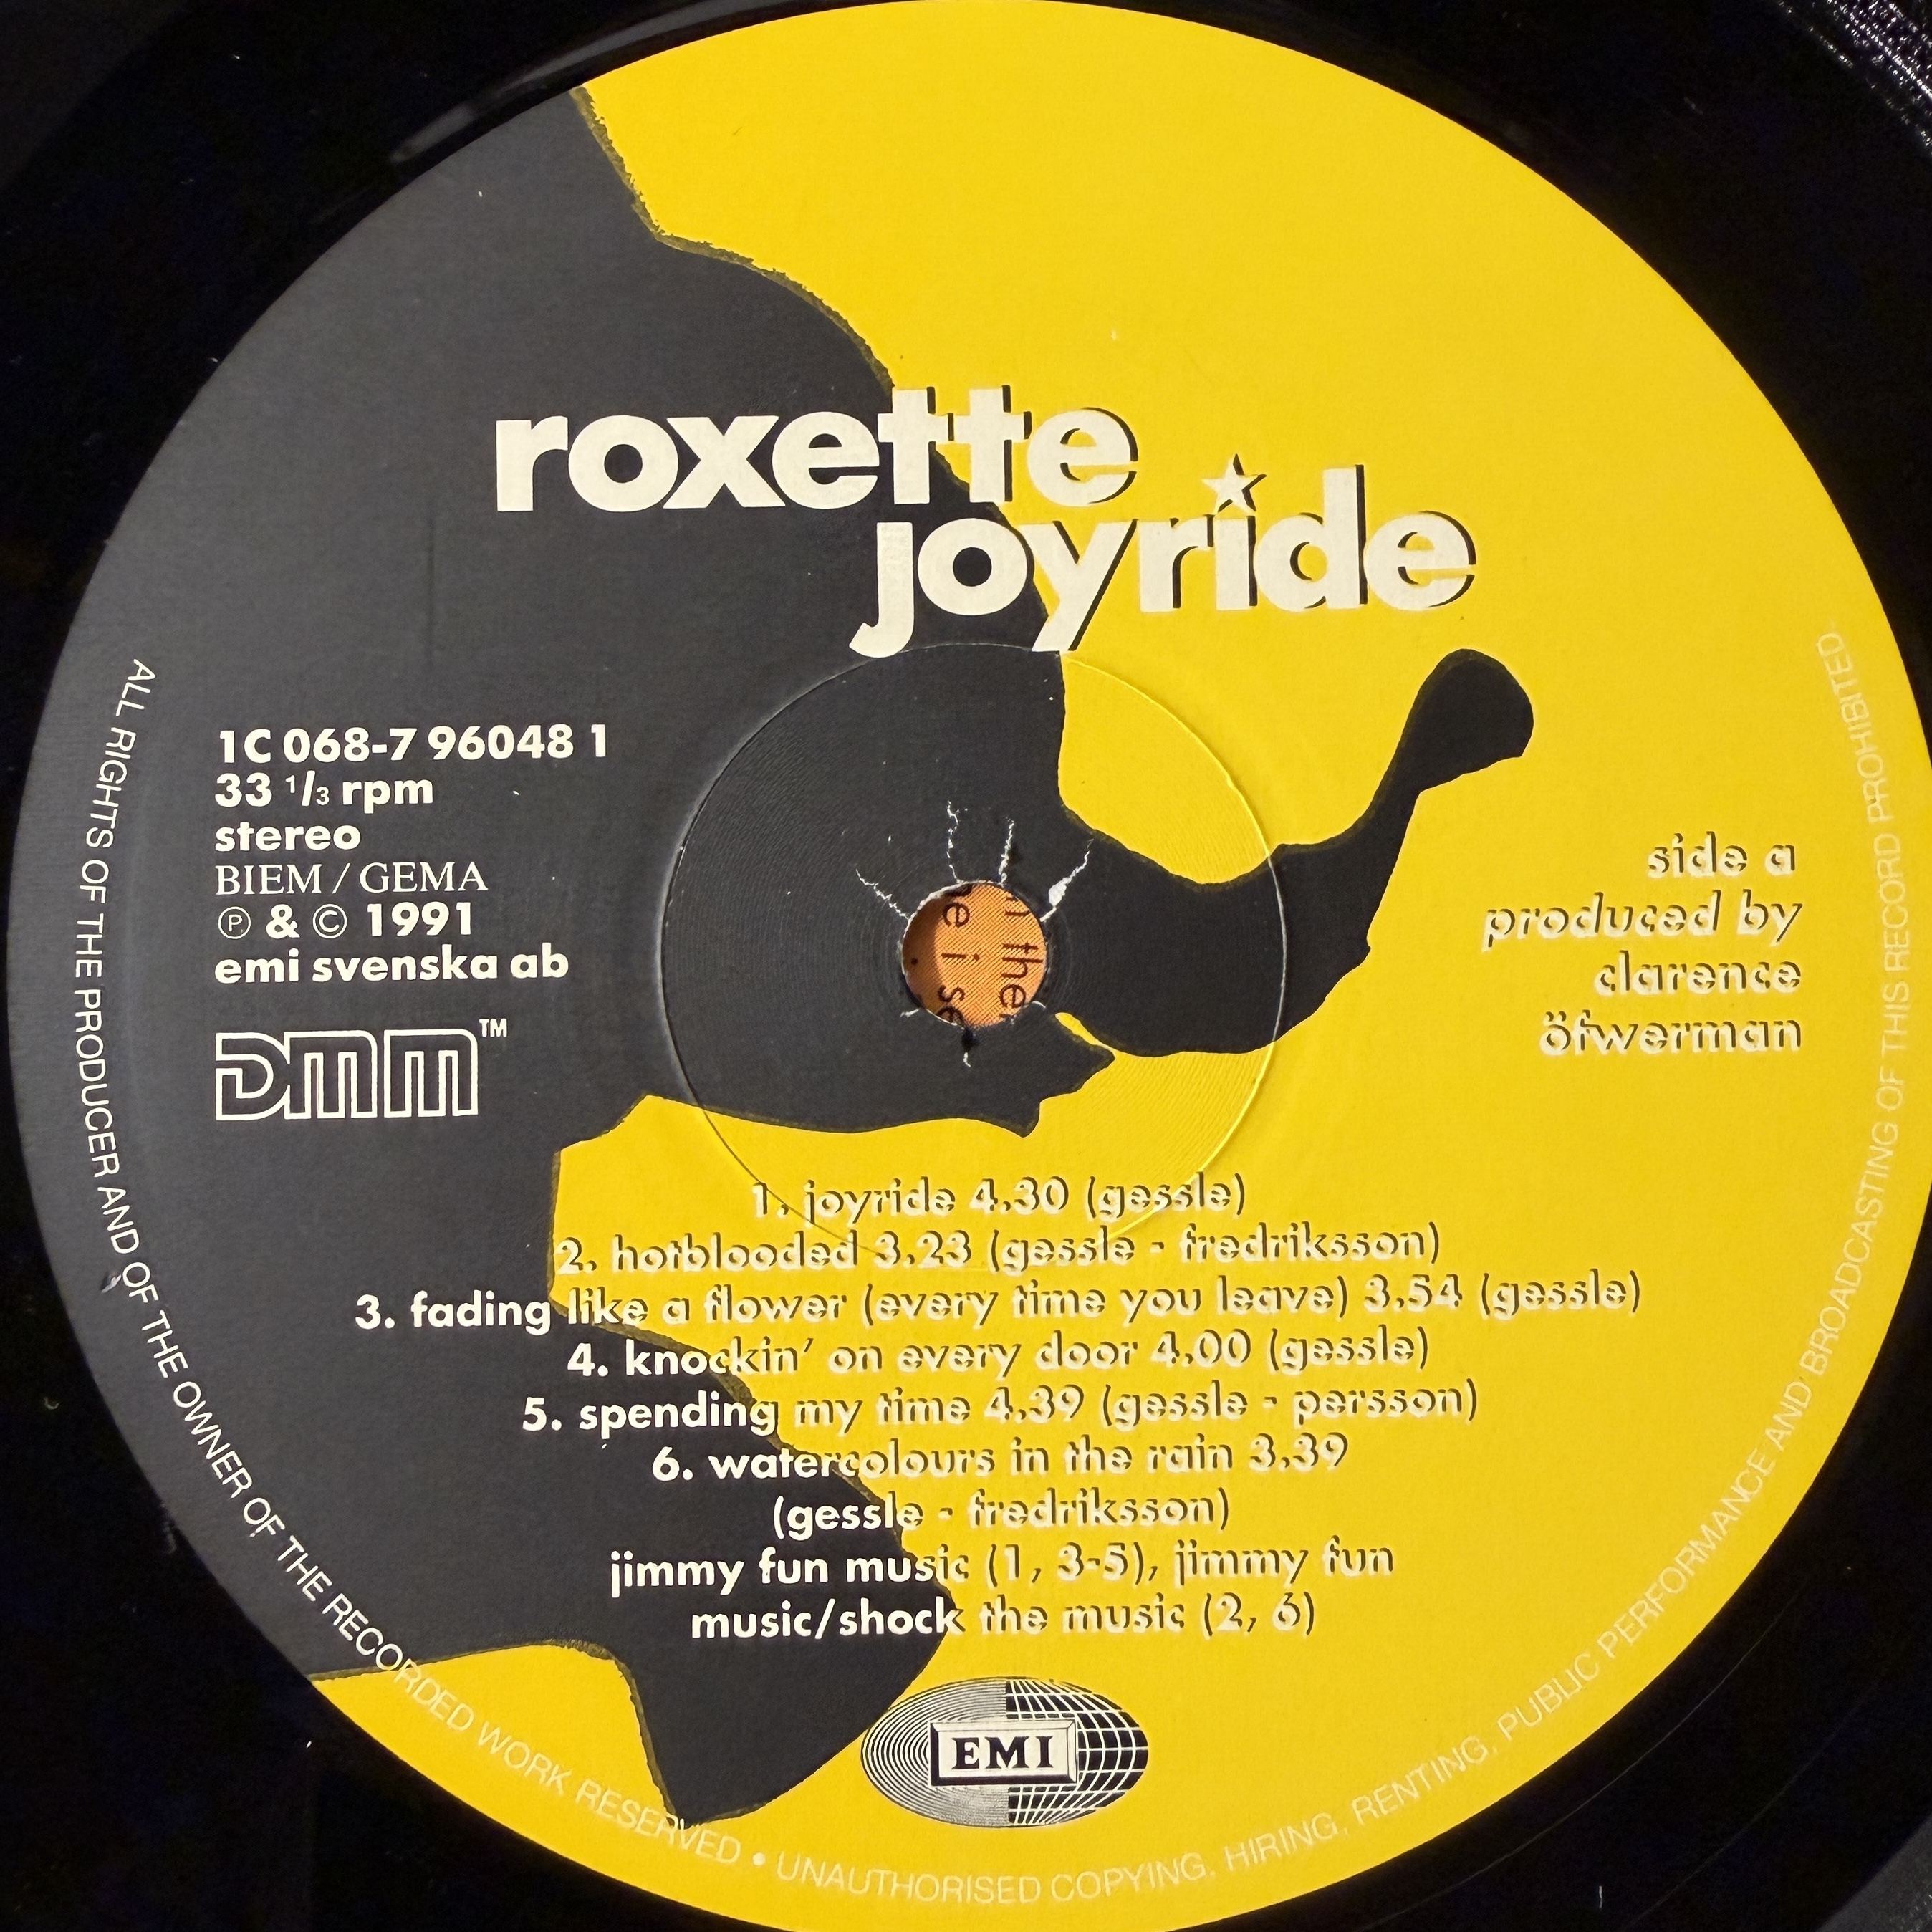 roxette
joyride
1C 068-7 96048 1
33 1/3 rpm
stereo
BIEM / GEMA
℗ & © 1991
emi svenska ab
DMM™
side a
produced by
clarence
öfwerman
1. joyride 4.30 (gessle)
2. hotblooded 3.23 (gessle - fredriksson)
3. fading like a flower (every time you leave) 3.54 (gessle)
4. knockin' on every door 4.00 (gessle)
5. spending my time 4.39 (gessle - persson)
6. watercolours in the rain 3.39
(gessle - fredriksson)
jimmy fun music (1, 3-5), jimmy fun
music/shock the music (2, 6)
EMI
ALL RIGHTS OF THE PRODUCER AND OF THE OWNER OF THE RECORDED WORK RESERVED • UNAUTHORISED COPYING, HIRING, RENTING, PUBLIC PERFORMANCE AND BROADCASTING OF THIS RECORD PROHIBITED.